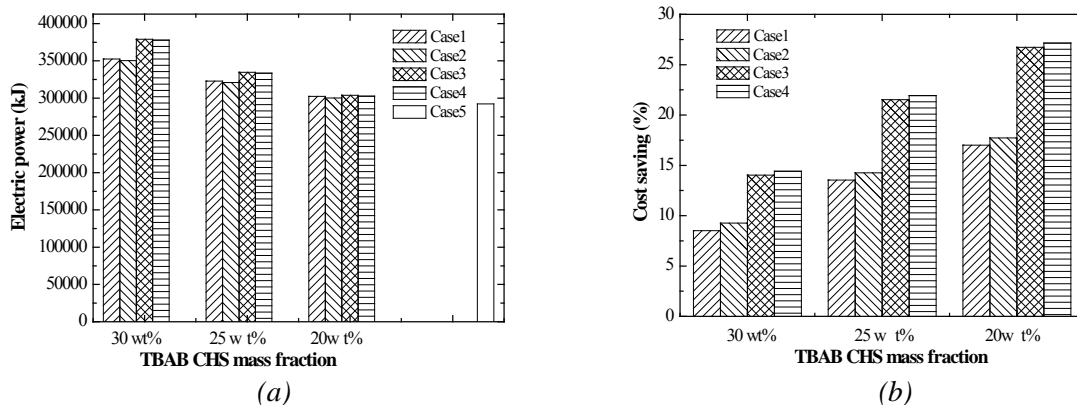 400000
350000
300000
250000
200000
150000
100000
50000
0
Electric power (kJ)
Case1
Case2
Case3
Case4
Case5
30 wt%
25 w t%
20w t%
TBAB CHS mass fraction
(a)
30
25
20
15
10
5
0
Cost saving (%)
Case1
Case2
Case3
Case4
30 wt%
25 w t%
20w t%
TBAB CHS mass fraction
(b)